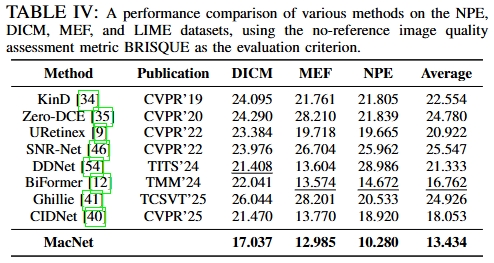 TABLE IV: A performance comparison of various methods on the NPE,
DICM, MEF, and LIME datasets, using the no-reference image quality
assessment metric BRISQUE as the evaluation criterion.
Method Publication DICM MEF NPE Average
KinD [34] CVPR'19 24.095 21.761 21.805 22.554
Zero-DCE [35] CVPR'20 24.290 28.210 21.839 24.780
URetinex [9] CVPR'22 23.384 19.718 19.665 20.922
SNR-Net [46] CVPR'22 23.976 26.704 25.962 25.547
DDNet [54] TITS'24 21.408 13.604 28.986 21.333
BiFormer [12] TMM'24 22.041 13.574 14.672 16.762
Ghillie [41] TCSVT'25 26.044 28.201 20.533 24.926
CIDNet [40] CVPR'25 21.470 13.770 18.920 18.053
MacNet 17.037 12.985 10.280 13.434